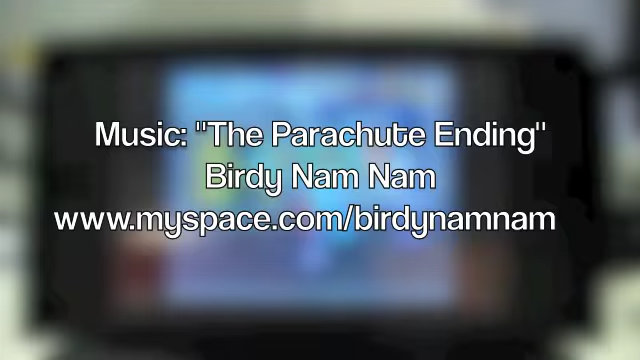 Music: "The Parachute Ending"
Birdy Nam Nam
www.myspace.com/birdynamnam